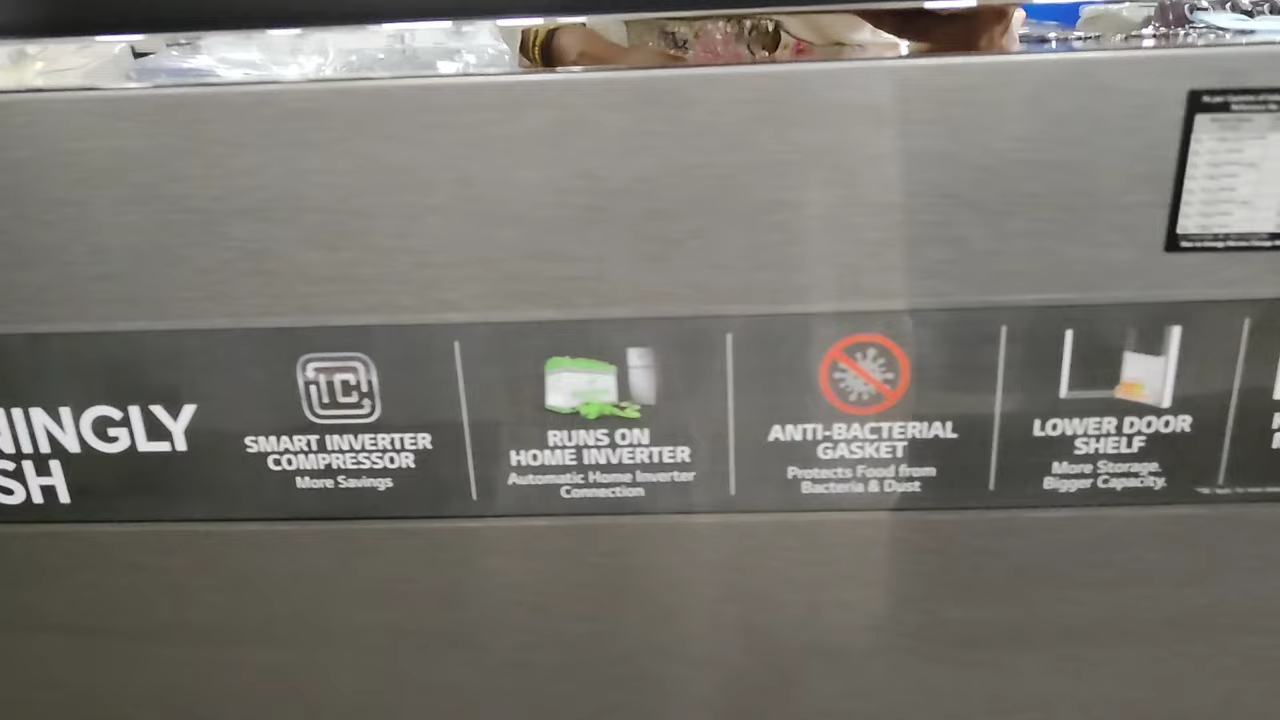 NINGLY
SH
SMART INVERTER
COMPRESSOR
More Savings
RUNS ON
HOME INVERTER
Automatic Home Inverter
Connection
ANTI-BACTERIAL
GASKET
Protects Food from
Bacteria & Dust
LOWER DOOR
SHELF
More Storage.
Bigger Capacity.